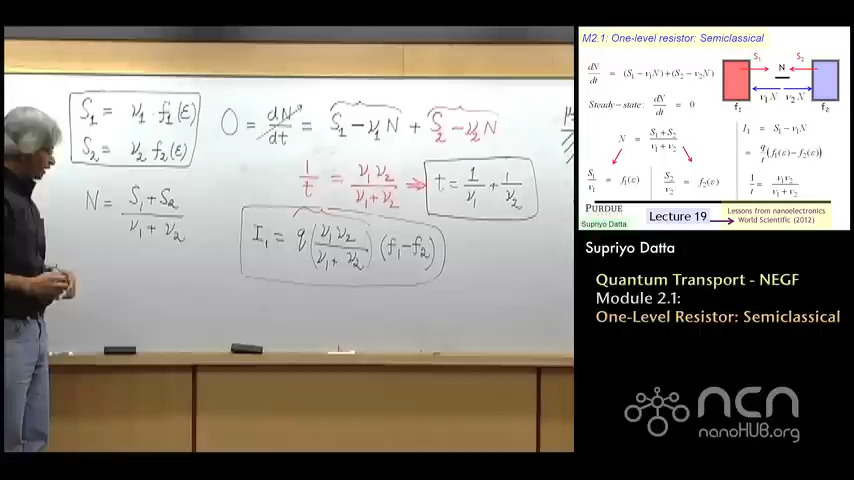 S₁ = ν₁ · f₁(ε)
S₂ = ν₂ f₂(ε)
0 = dN/dt = S₁ − ν₁N + S₂ − ν₂N
1/t = ν₁ν₂/(ν₁+ν₂) ⇒ t = 1/ν₁ + 1/ν₂
N = (S₁ + S₂)/(ν₁ + ν₂)
I₁ = q (ν₁ν₂/(ν₁+ν₂)) (f₁−f₂)
M2.1: One-level resistor: Semiclassical
S₁ N S₂
dN/dt = (S₁ − ν₁N) + (S₂ − ν₂N)
ν₁N ν₂N
f₁ f₂
Steady-state: dN/dt = 0
N = (S₁ + S₂)/(ν₁ + ν₂)
S₁/ν₁ = f₁(ε)
S₂/ν₂ = f₂(ε)
I₁ = S₁ − ν₁N
= q/t (f₁(ε) − f₂(ε))
1/t = ν₁ν₂/(ν₁ + ν₂)
PURDUE
Supriyo Datta
Lecture 19
Lessons from nanoelectronics
World Scientific (2012)
Supriyo Datta
Quantum Transport - NEGF
Module 2.1:
One-Level Resistor: Semiclassical
ncn
nanoHUB.org